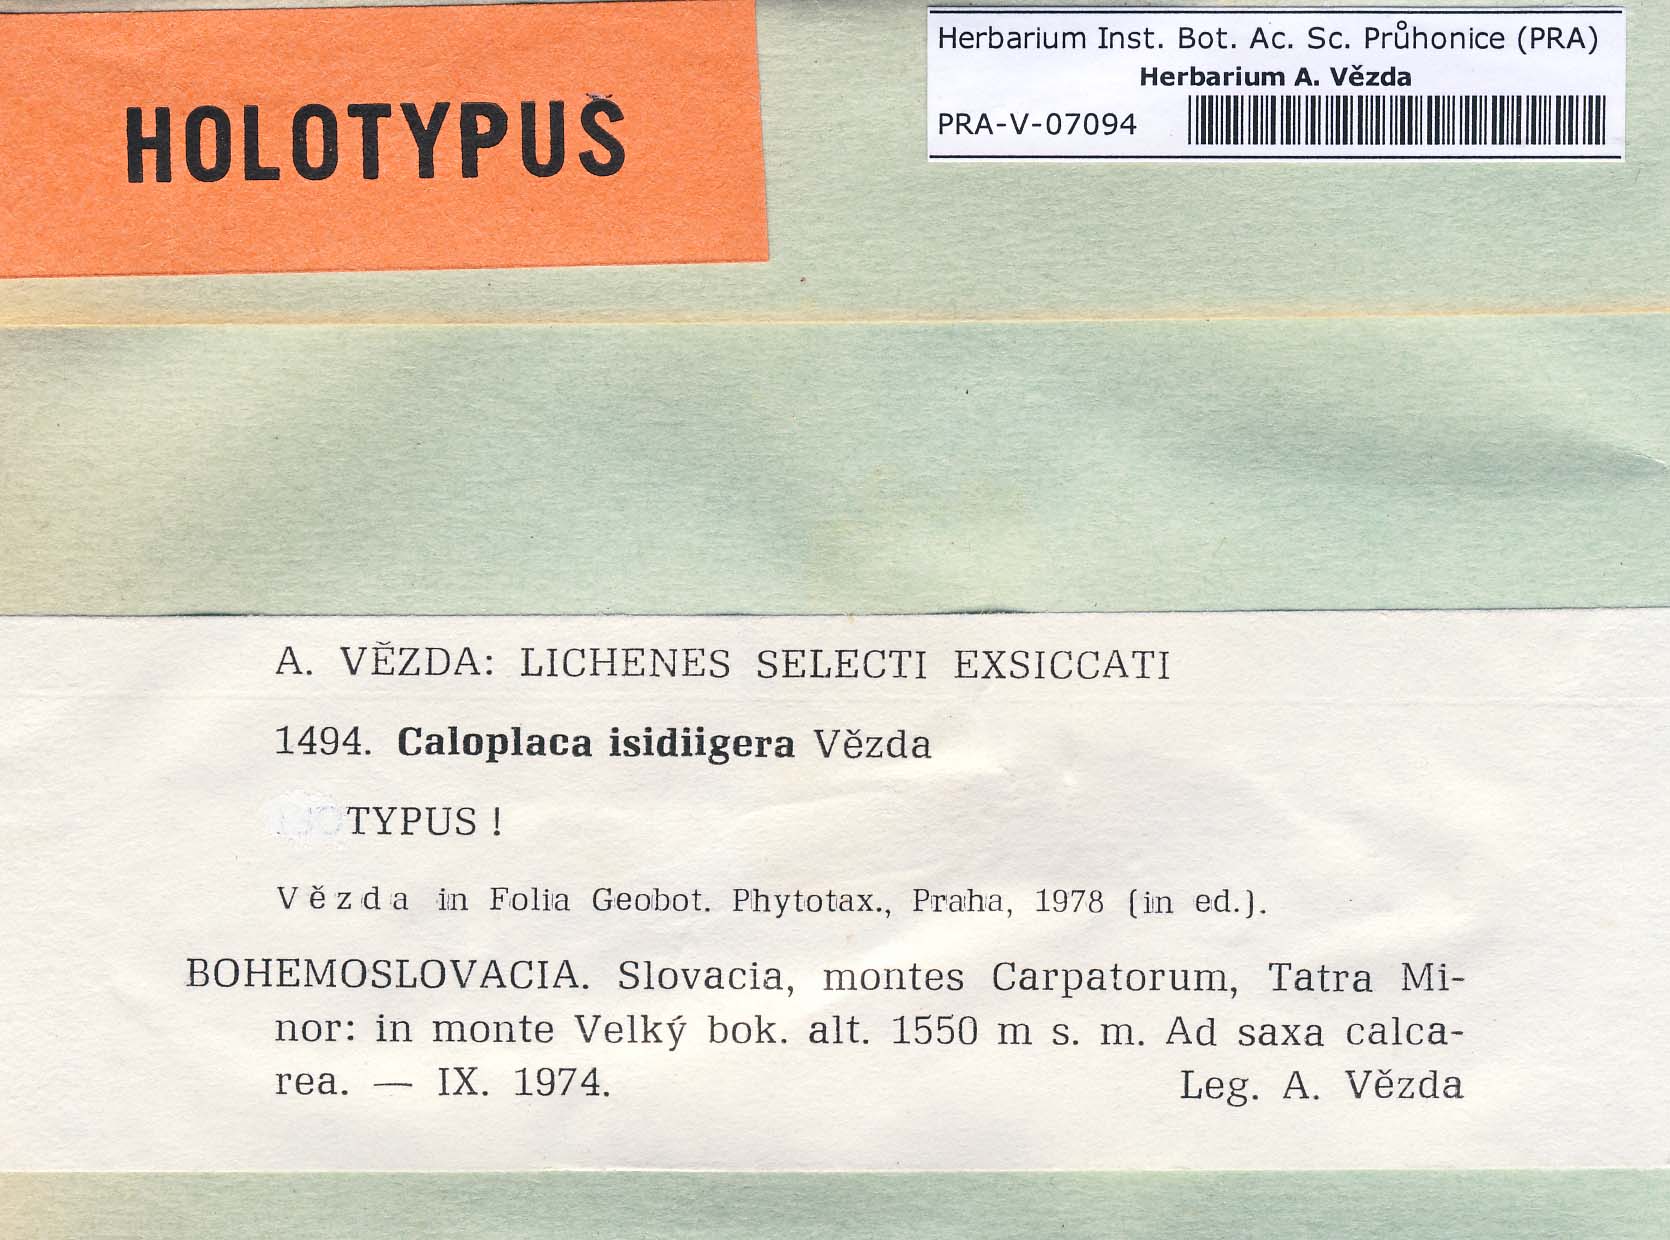 HOLOTYPUS
Herbarium Inst. Bot. Ac. Sc. Průhonice (PRA)
Herbarium A. Vězda
PRA-V-07094
A. VĚZDA: LICHENES SELECTI EXSICCATI
1494. Caloplaca isidiigera Vězda
TYPUS !
Vězda in Folia Geobot. Phytotax., Praha, 1978 (in ed.).
BOHEMOSLOVACIA. Slovacia, montes Carpatorum, Tatra Mi-
nor: in monte Velký bok. alt. 1550 m s. m. Ad saxa calca-
rea. — IX. 1974. Leg. A. Vězda